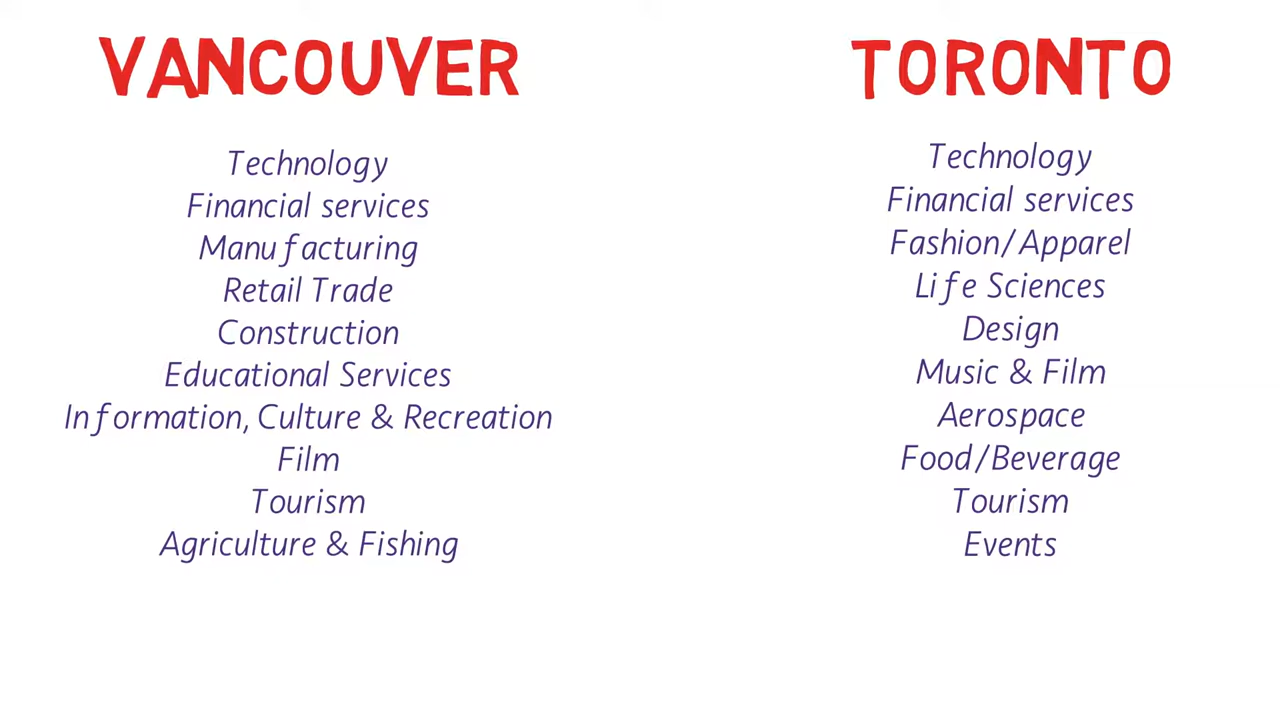 VANCOUVER
Technology
Financial services
Manufacturing
Retail Trade
Construction
Educational Services
Information, Culture & Recreation
Film
Tourism
Agriculture & Fishing
TORONTO
Technology
Financial services
Fashion/Apparel
Life Sciences
Design
Music & Film
Aerospace
Food/Beverage
Tourism
Events